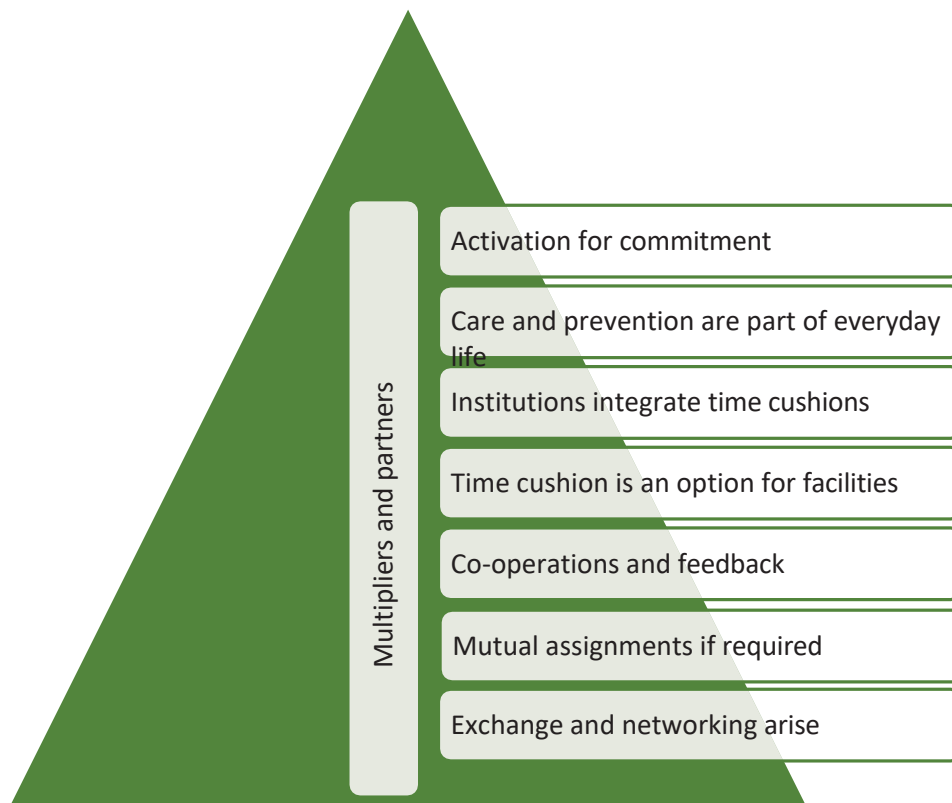 Multipliers and partners
Activation for commitment
Care and prevention are part of everyday
life
Institutions integrate time cushions
Time cushion is an option for facilities
Co-operations and feedback
Mutual assignments if required
Exchange and networking arise